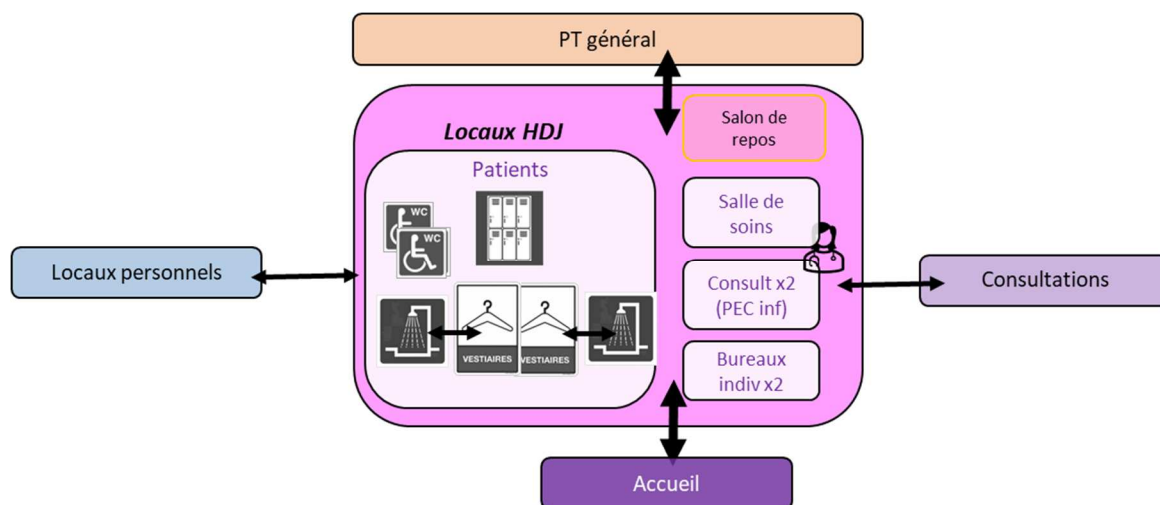 PT général
Locaux HDJ
Salon de
repos
Patients
WC
WC
Salle de
soins
Locaux personnels
Consult x2
(PEC inf)
Consultations
VESTIAIRES
VESTIAIRES
Bureaux
indiv x2
Accueil